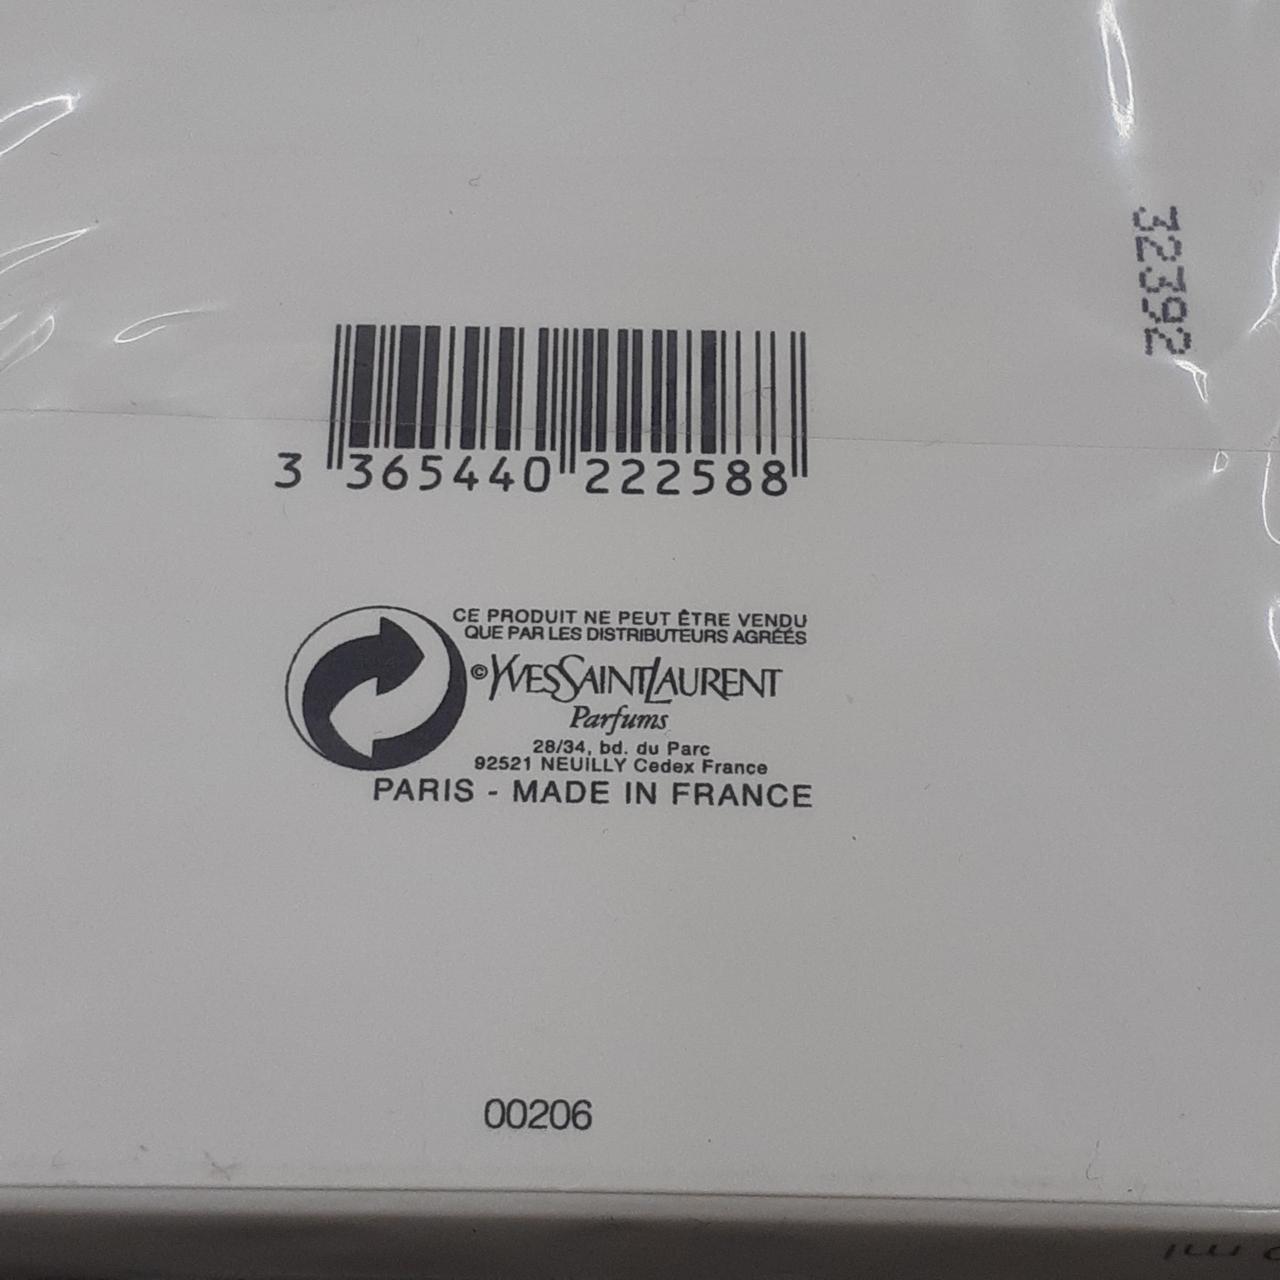 32392
3 365440 222588
CE PRODUIT NE PEUT ÊTRE VENDU
QUE PAR LES DISTRIBUTEURS AGRÉÉS
©YVESSAINTLAURENT
Parfums
28/34, bd. du Parc
92521 NEUILLY Cedex France
PARIS - MADE IN FRANCE
00206
ml